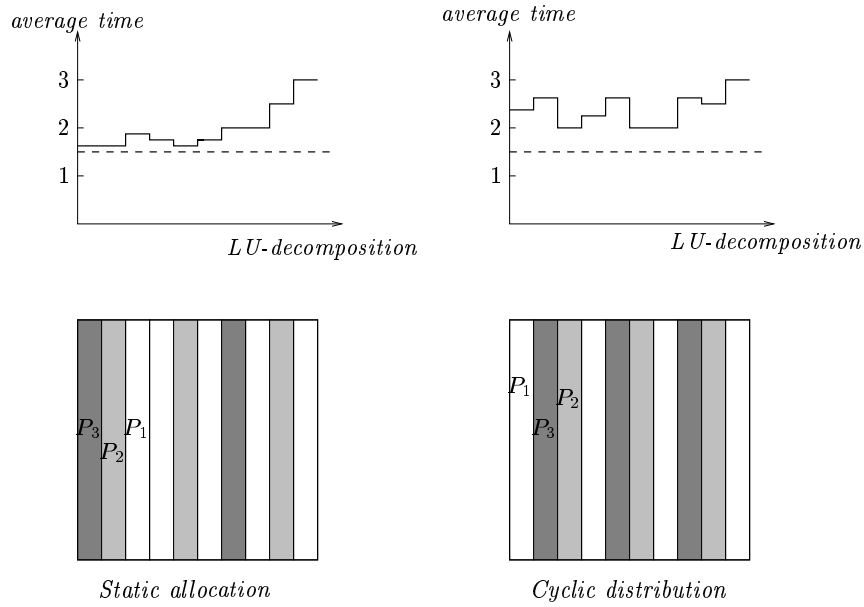 average time
3
2
1
LU-decomposition
average time
3
2
1
LU-decomposition
P3
P2
P1
Static allocation
P1
P3
P2
Cyclic distribution